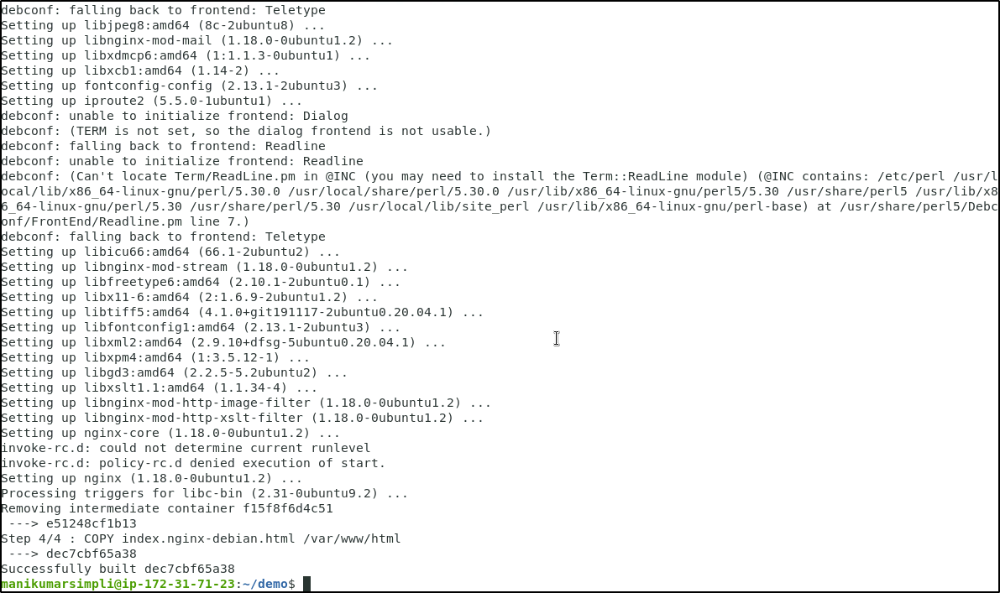 debconf: falling back to frontend: Teletype
Setting up libjpeg8:amd64 (8c-2ubuntu8) ...
Setting up libnginx-mod-mail (1.18.0-0ubuntu1.2) ...
Setting up libxdmcp6:amd64 (1:1.1.3-0ubuntu1) ...
Setting up libxcb1:amd64 (1.14-2) ...
Setting up fontconfig-config (2.13.1-2ubuntu3) ...
Setting up iproute2 (5.5.0-1ubuntu1) ...
debconf: unable to initialize frontend: Dialog
debconf: (TERM is not set, so the dialog frontend is not usable.)
debconf: falling back to frontend: Readline
debconf: unable to initialize frontend: Readline
debconf: (Can't locate Term/ReadLine.pm in @INC (you may need to install the Term::ReadLine module) (@INC contains: /etc/perl /usr/l
ocal/lib/x86_64-linux-gnu/perl/5.30.0 /usr/local/share/perl/5.30.0 /usr/lib/x86_64-linux-gnu/perl5/5.30 /usr/share/perl5 /usr/lib/x8
6_64-linux-gnu/perl/5.30 /usr/share/perl/5.30 /usr/local/lib/site_perl /usr/lib/x86_64-linux-gnu/perl-base) at /usr/share/perl5/Debc
onf/FrontEnd/Readline.pm line 7.)
debconf: falling back to frontend: Teletype
Setting up libicu66:amd64 (66.1-2ubuntu2) ...
Setting up libnginx-mod-stream (1.18.0-0ubuntu1.2) ...
Setting up libfreetype6:amd64 (2.10.1-2ubuntu0.1) ...
Setting up libx11-6:amd64 (2:1.6.9-2ubuntu1.2) ...
Setting up libtiff5:amd64 (4.1.0+git191117-2ubuntu0.20.04.1) ...
Setting up libfontconfig1:amd64 (2.13.1-2ubuntu3) ...
Setting up libxml2:amd64 (2.9.10+dfsg-5ubuntu0.20.04.1) ...
Setting up libxpm4:amd64 (1:3.5.12-1) ...
Setting up libgd3:amd64 (2.2.5-5.2ubuntu2) ...
Setting up libxslt1.1:amd64 (1.1.34-4) ...
Setting up libnginx-mod-http-image-filter (1.18.0-0ubuntu1.2) ...
Setting up libnginx-mod-http-xslt-filter (1.18.0-0ubuntu1.2) ...
Setting up nginx-core (1.18.0-0ubuntu1.2) ...
invoke-rc.d: could not determine current runlevel
invoke-rc.d: policy-rc.d denied execution of start.
Setting up nginx (1.18.0-0ubuntu1.2) ...
Processing triggers for libc-bin (2.31-0ubuntu9.2) ...
Removing intermediate container f15f8f6d4c51
 ---> e51248cf1b13
Step 4/4 : COPY index.nginx-debian.html /var/www/html
 ---> dec7cbf65a38
Successfully built dec7cbf65a38
manikumarsimpli@ip-172-31-71-23:~/demo$